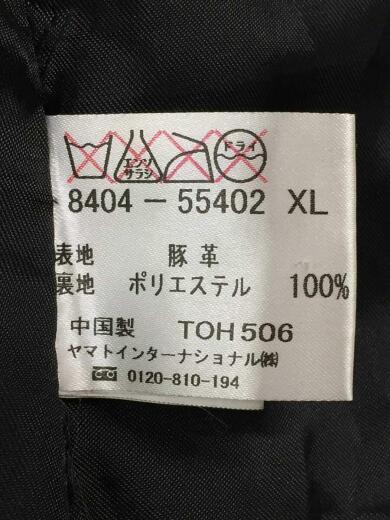 ドライ
エンソ
サラシ
8404-55402 XL
表地 豚革
裏地 ポリエステル 100%
中国製 TOH506
ヤマトインターナショナル㈱
0120-810-194